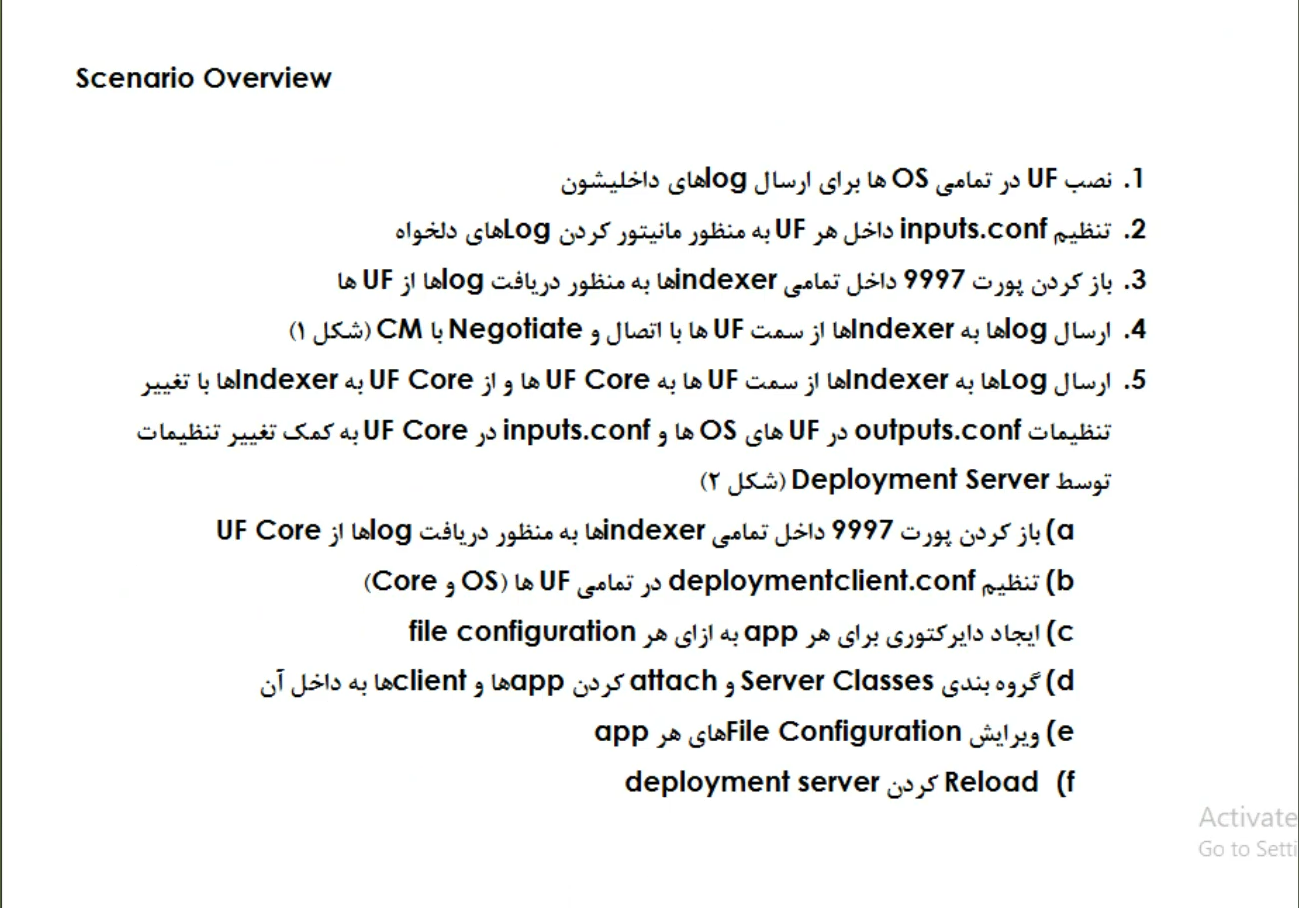 Scenario Overview
1. نصب UF در تمامی OS ها برای ارسال logهای داخلیشون
2. تنظیم inputs.conf داخل هر UF به منظور مانیتور کردن Logهای دلخواه
3. باز کردن پورت 9997 داخل تمامی indexerها به منظور دریافت logها از UF ها
4. ارسال logها به Indexerها از سمت UF ها با اتصال و Negotiate با CM (شکل ۱)
5. ارسال Logها به Indexerها از سمت UF ها به UF Core ها و از UF Core به Indexerها با تغییر
تنظیمات outputs.conf در UF های OS ها و inputs.conf در UF Core به کمک تغییر تنظیمات
توسط Deployment Server (شکل ۲)
a) باز کردن پورت 9997 داخل تمامی indexerها به منظور دریافت logها از UF Core
b) تنظیم deploymentclient.conf در تمامی UF ها (OS و Core)
c) ایجاد دایرکتوری برای هر app به ازای هر file configuration
d) گروه بندی Server Classes و attach کردن appها و clientها به داخل آن
e) ویرایش File Configurationهای هر app
f) Reload کردن deployment server
Activate
Go to Setti